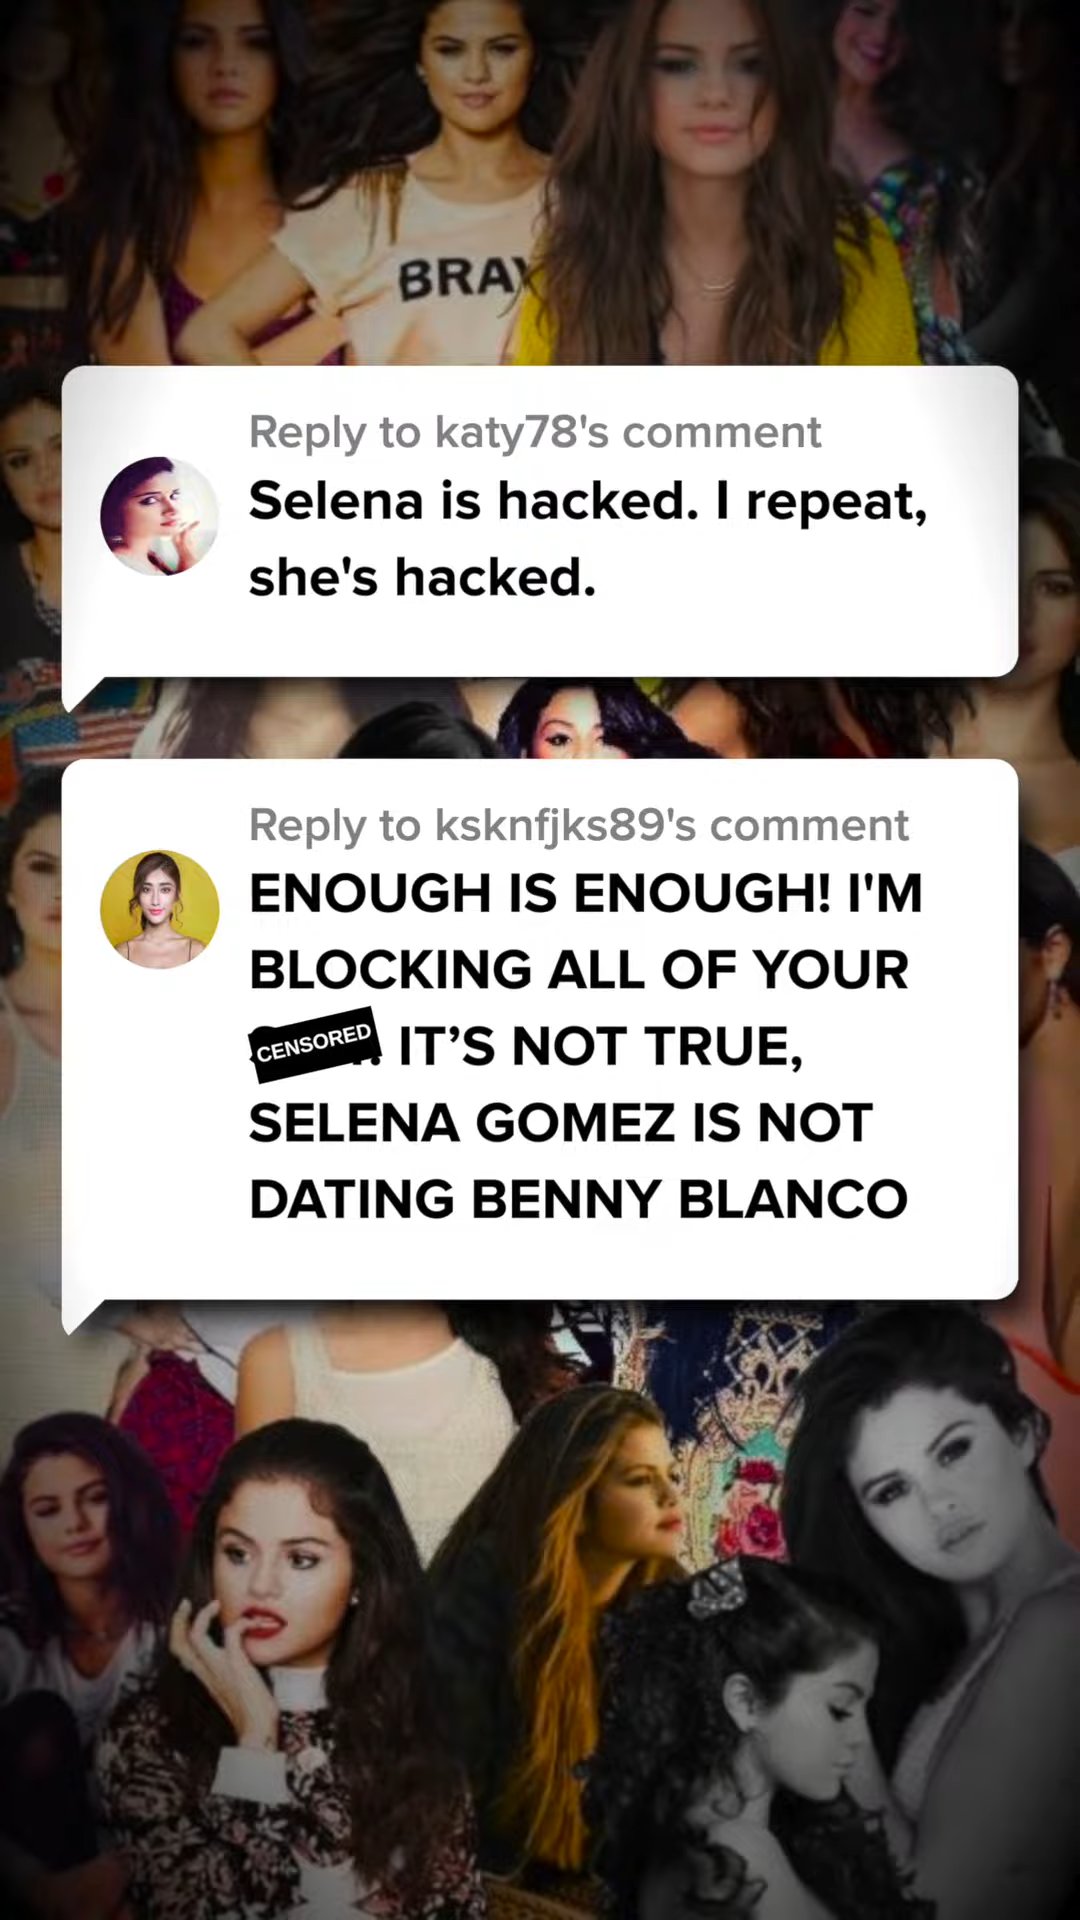 BRAV
Reply to katy78's comment
Selena is hacked. I repeat,
she's hacked.
Reply to ksknfjks89's comment
ENOUGH IS ENOUGH! I'M
BLOCKING ALL OF YOUR
CENSORED IT’S NOT TRUE,
SELENA GOMEZ IS NOT
DATING BENNY BLANCO